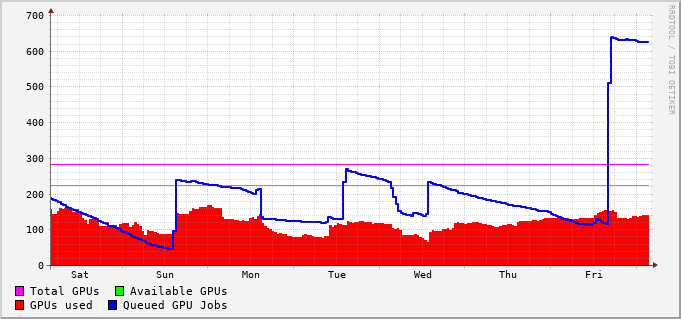 700
600
500
400
300
200
100
0
Sat Sun Mon Tue Wed Thu Fri
Total GPUs Available GPUs
GPUs used Queued GPU Jobs
RRDTOOL / TOBI OETIKER